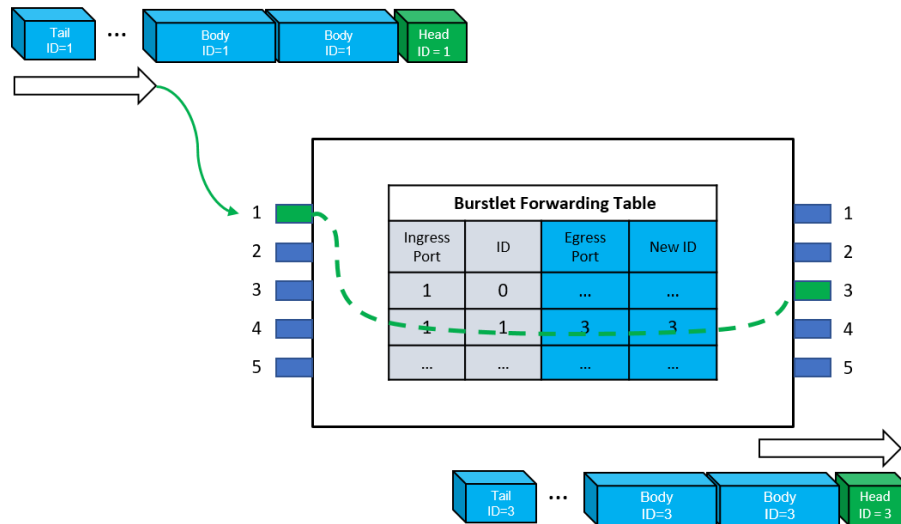 Tail
ID=1
...
Body
ID=1
Body
ID=1
Head
ID = 1
1
2
3
4
5
Burstlet Forwarding Table
Ingress
Port
ID
Egress
Port
New ID
1 0 ... ...
1 1 3 3
... ... ... ...
1
2
3
4
5
Tail
ID=3
...
Body
ID=3
Body
ID=3
Head
ID = 3